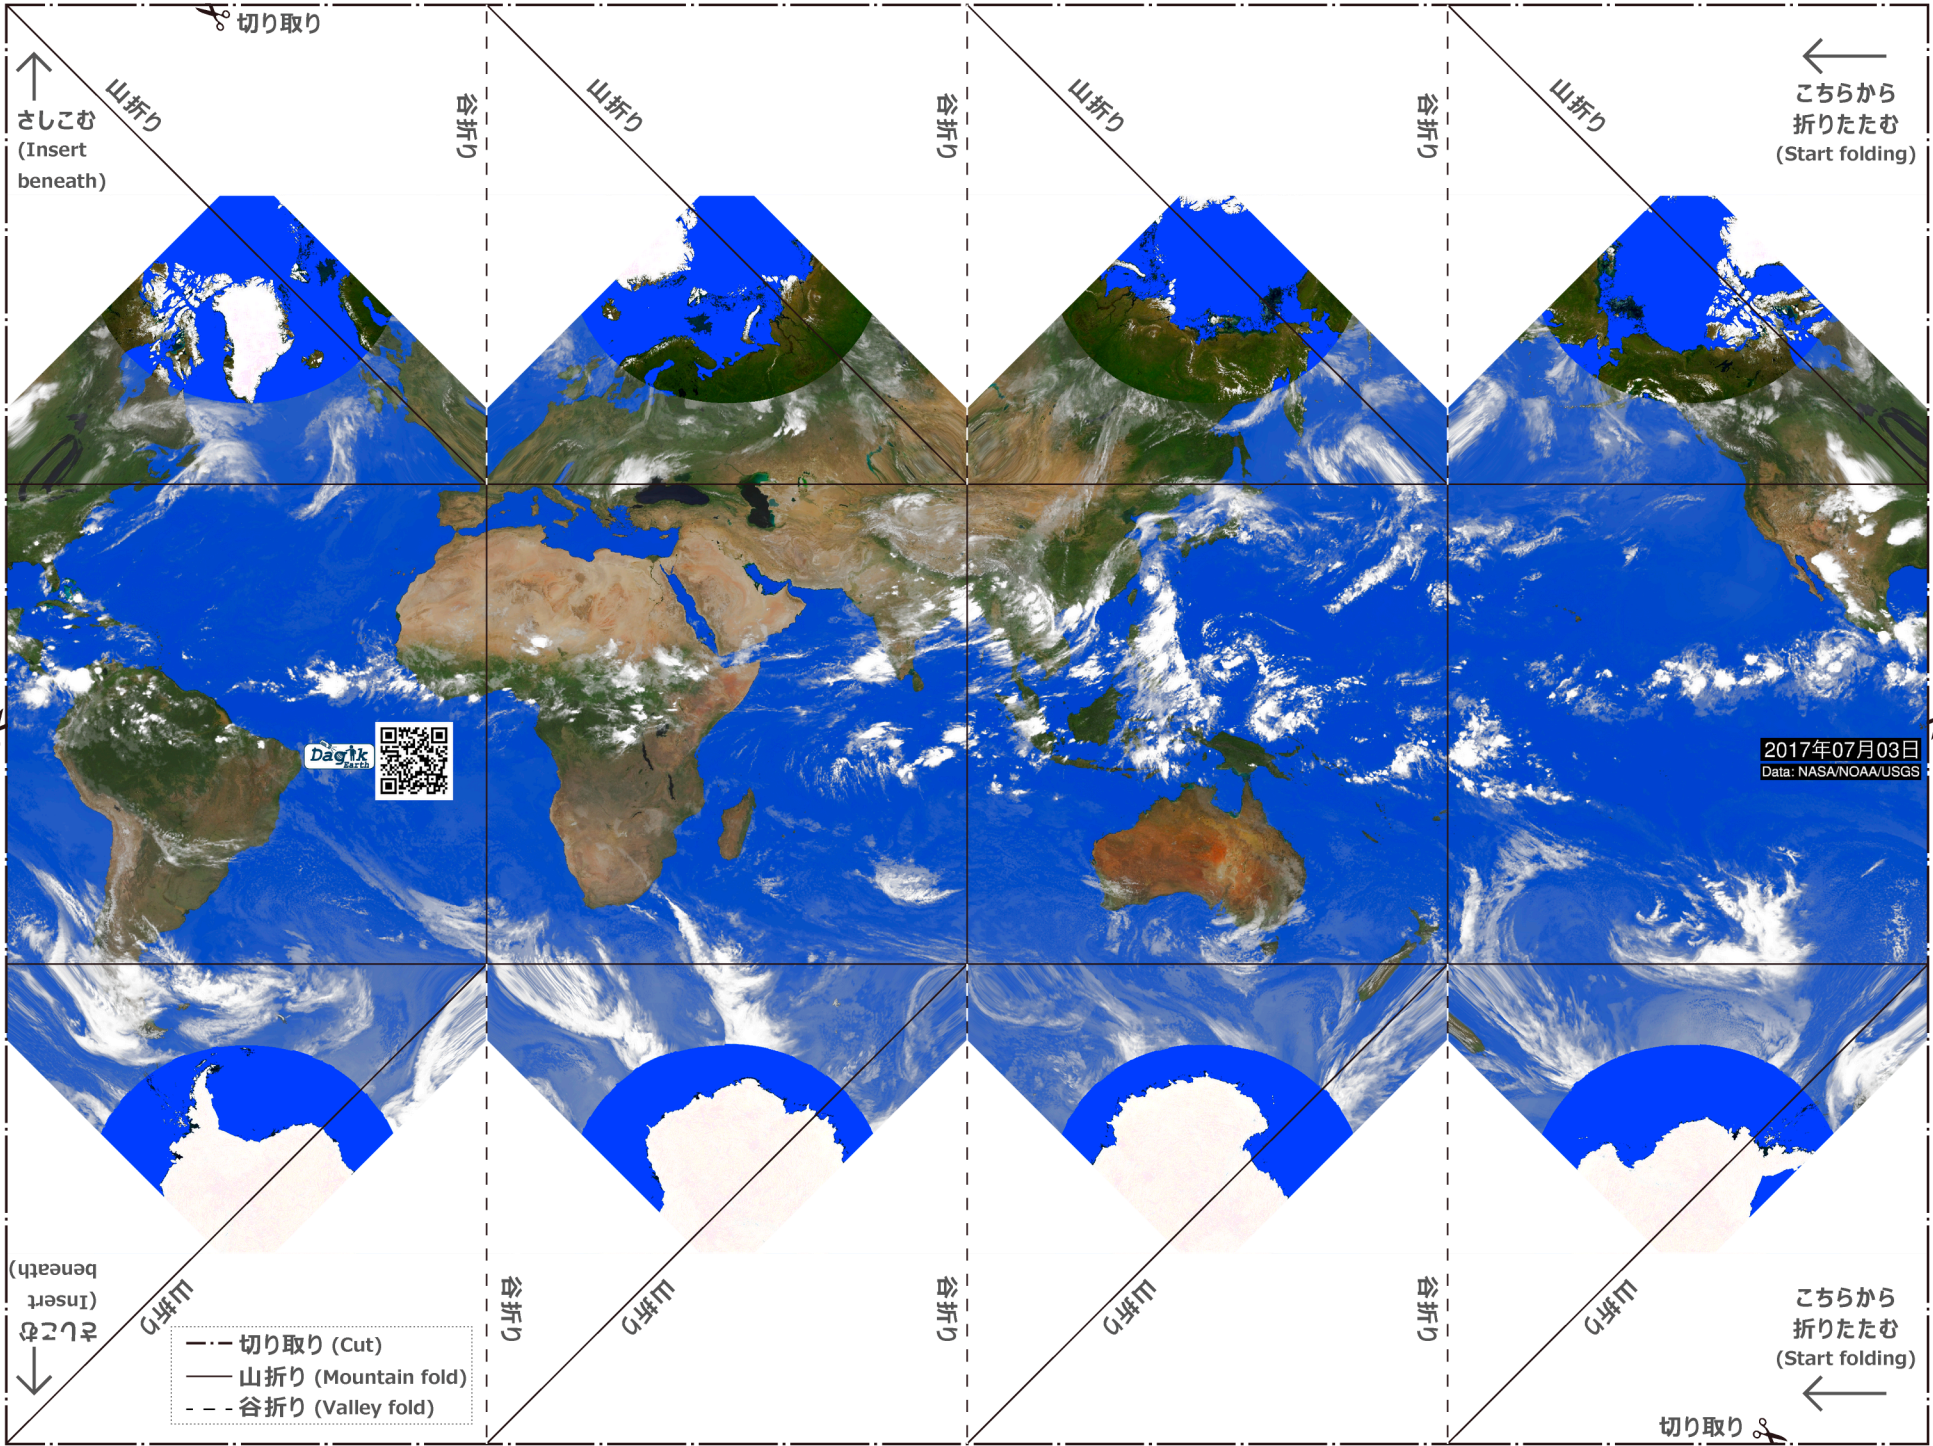 切り取り
さしこむ
(Insert
beneath)
山折り
谷折り
山折り
谷折り
山折り
谷折り
山折り
こちらから
折りたたむ
(Start folding)
Dagik
Earth
2017年07月03日
Data: NASA/NOAA/USGS
さしこむ
(Insert
beneath)
山折り
谷折り
山折り
谷折り
山折り
谷折り
山折り
こちらから
折りたたむ
(Start folding)
切り取り (Cut)
山折り (Mountain fold)
谷折り (Valley fold)
切り取り